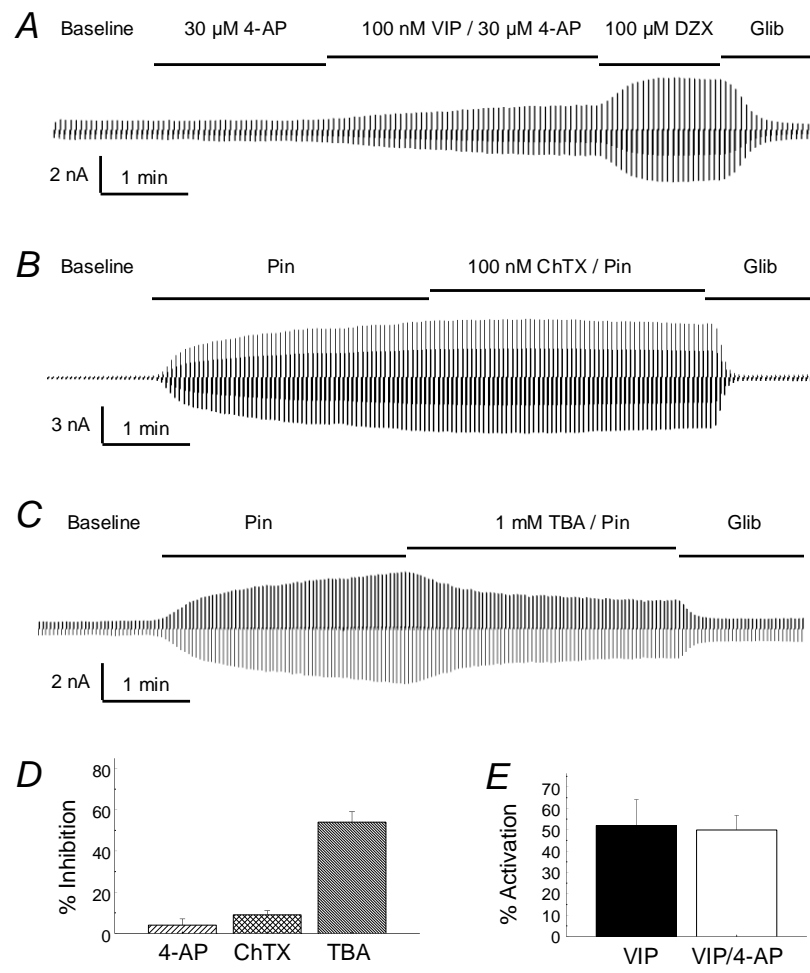 A
Baseline 30 µM 4-AP 100 nM VIP / 30 µM 4-AP 100 µM DZX Glib
2 nA 1 min
B
Baseline Pin 100 nM ChTX / Pin Glib
3 nA 1 min
C
Baseline Pin 1 mM TBA / Pin Glib
2 nA 1 min
D
% Inhibition
80
60
40
20
0
4-AP ChTX TBA
E
% Activation
70
60
50
40
30
20
10
0
VIP VIP/4-AP